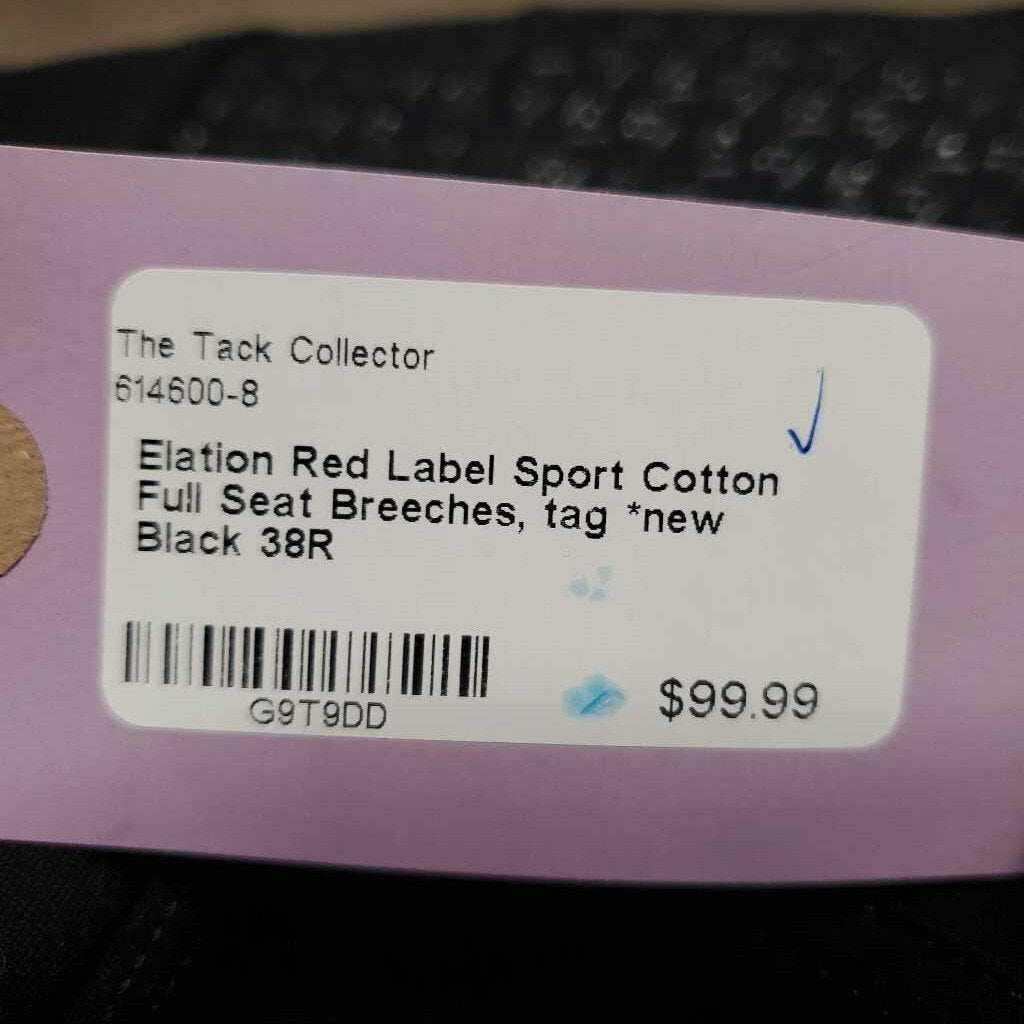 The Tack Collector
614600-8
Elation Red Label Sport Cotton
Full Seat Breeches, tag *new
Black 38R
G9T9DD
$99.99